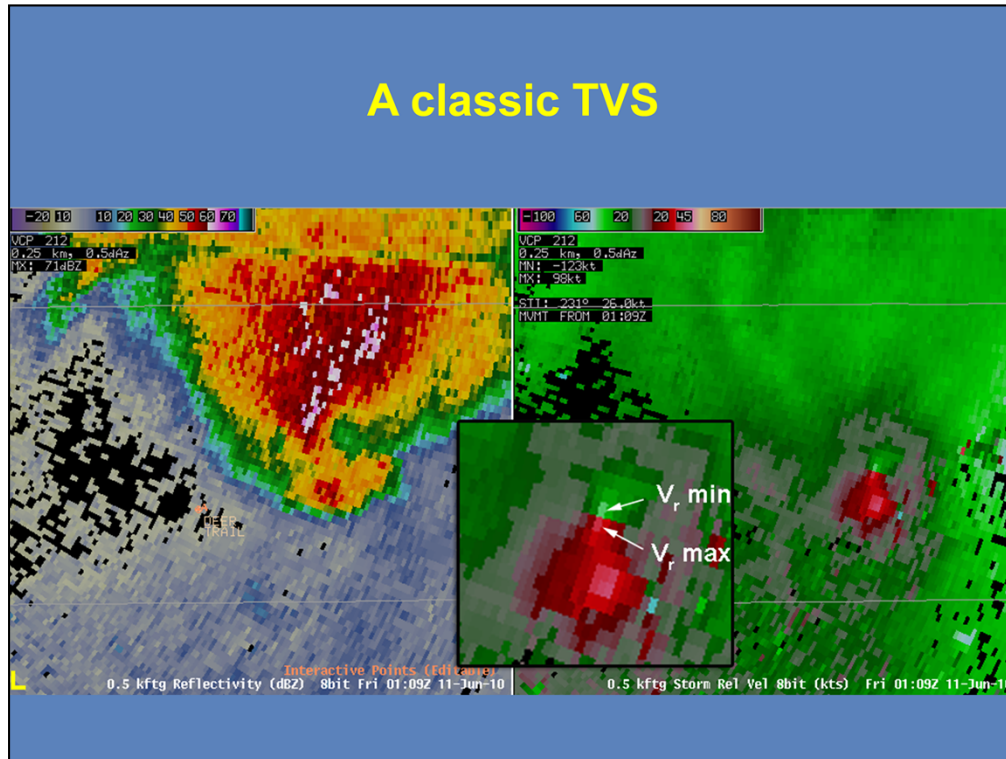 A classic TVS
-20 10 10 20 30 40 50 60 70
VCP 212
0.25 km, 0.5dAz
MX: 71dBZ
DEER
TRAIL
Interactive Points (Editable)
0.5 kftg Reflectivity (dBZ) 8bit Fri 01:09Z 11-Jun-10
-100 60 20 20 45 80
VCP 212
0.25 km, 0.5dAz
MN: -123kt
MX: 98kt
STI: 231° 26.0kt
MVMT FROM 01:09Z
Vr min
Vr max
0.5 kftg Storm Rel Vel 8bit (kts) Fri 01:09Z 11-Jun-10